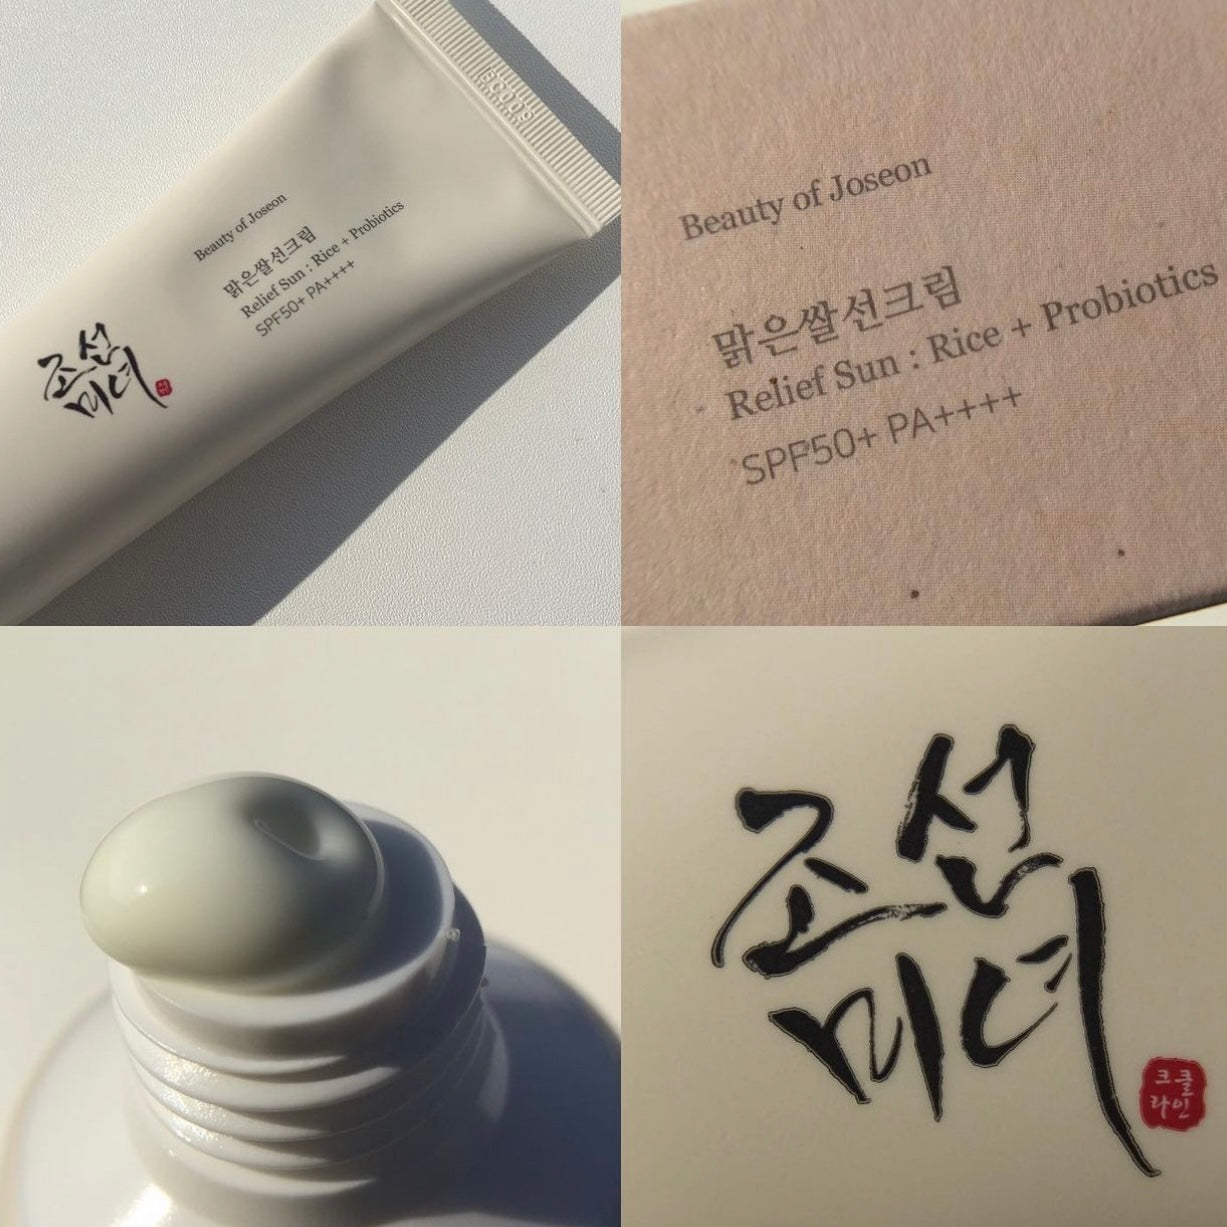 Beauty of Joseon
맑은쌀선크림
Relief Sun : Rice + Probiotics
SPF50+ PA++++
조선
미녀
Beauty of Joseon
맑은쌀선크림
Relief Sun : Rice + Probiotics
SPF50+ PA++++
조선
미녀
크클
라인